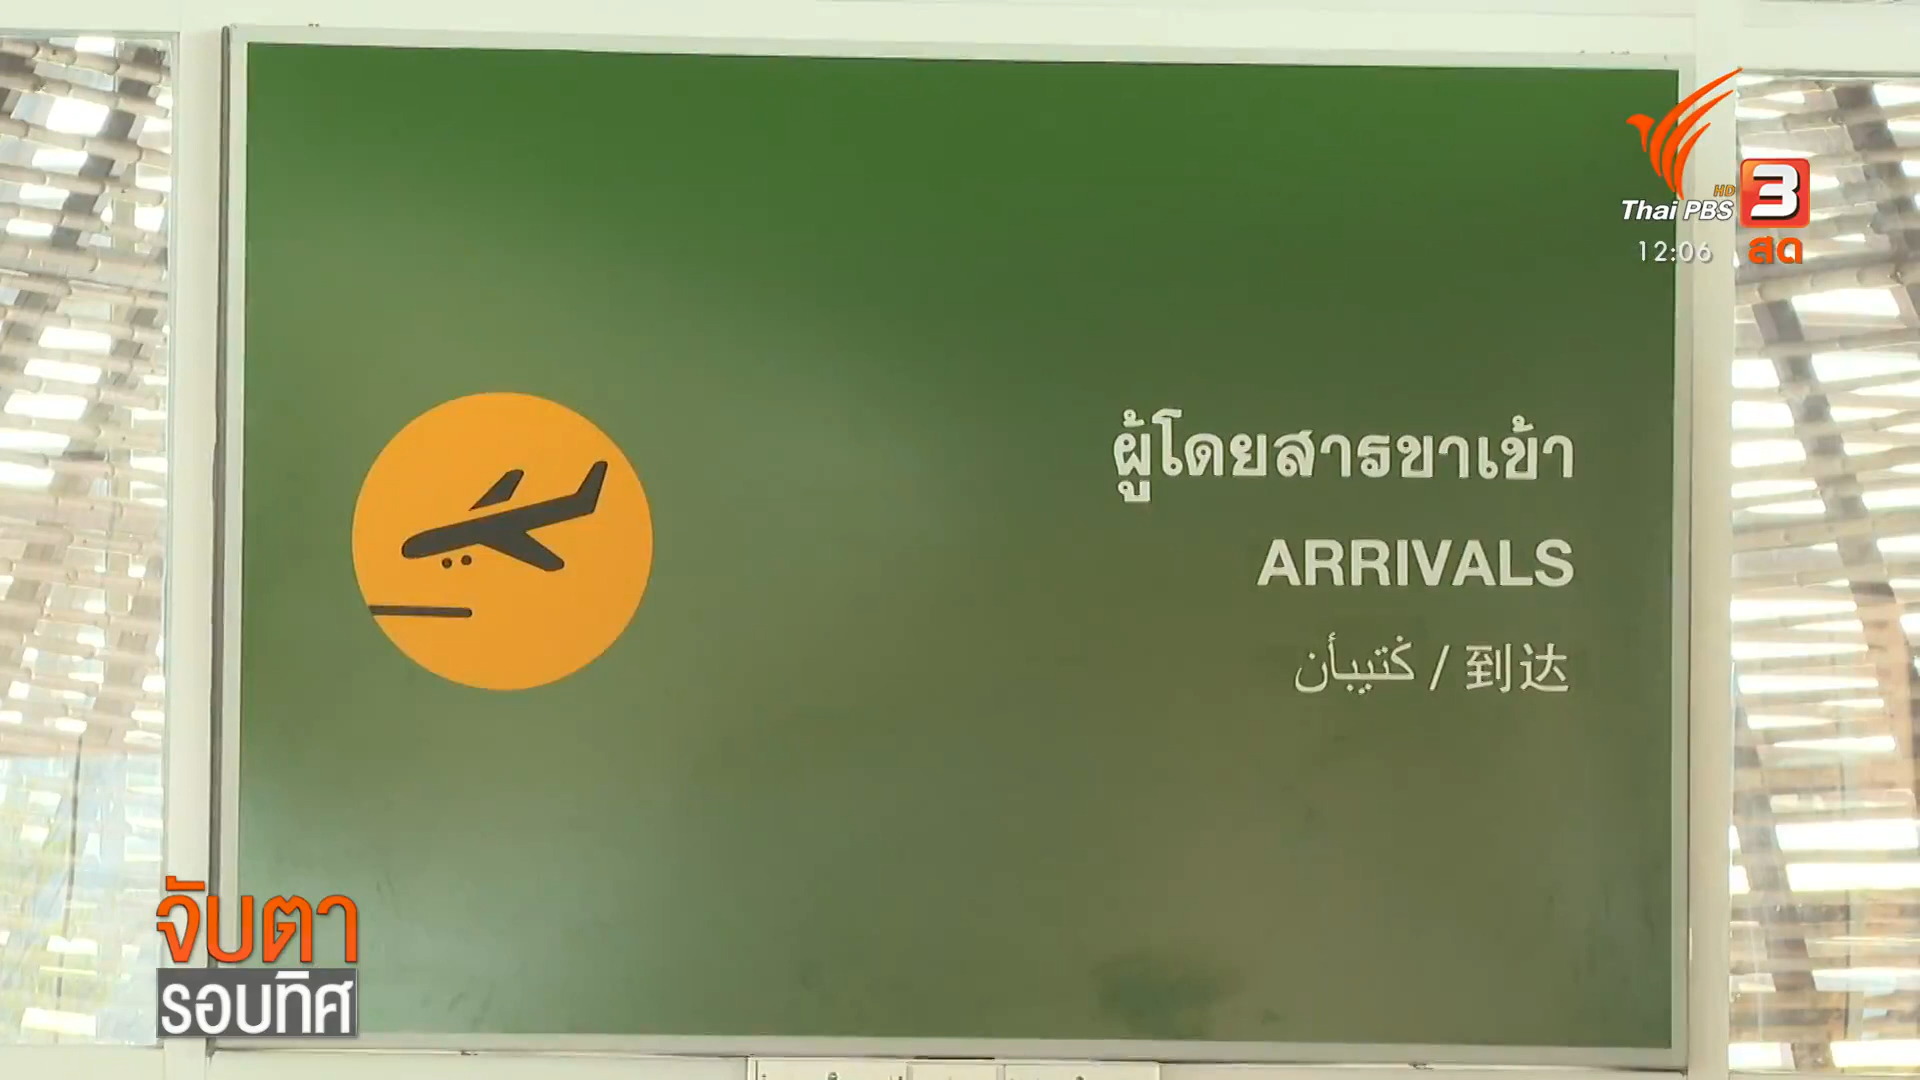 HD
Thai PBS 3
12:06 สด
ผู้โดยสารขาเข้า
ARRIVALS
كتيبأن / 到达
จับตา
รอบทิศ